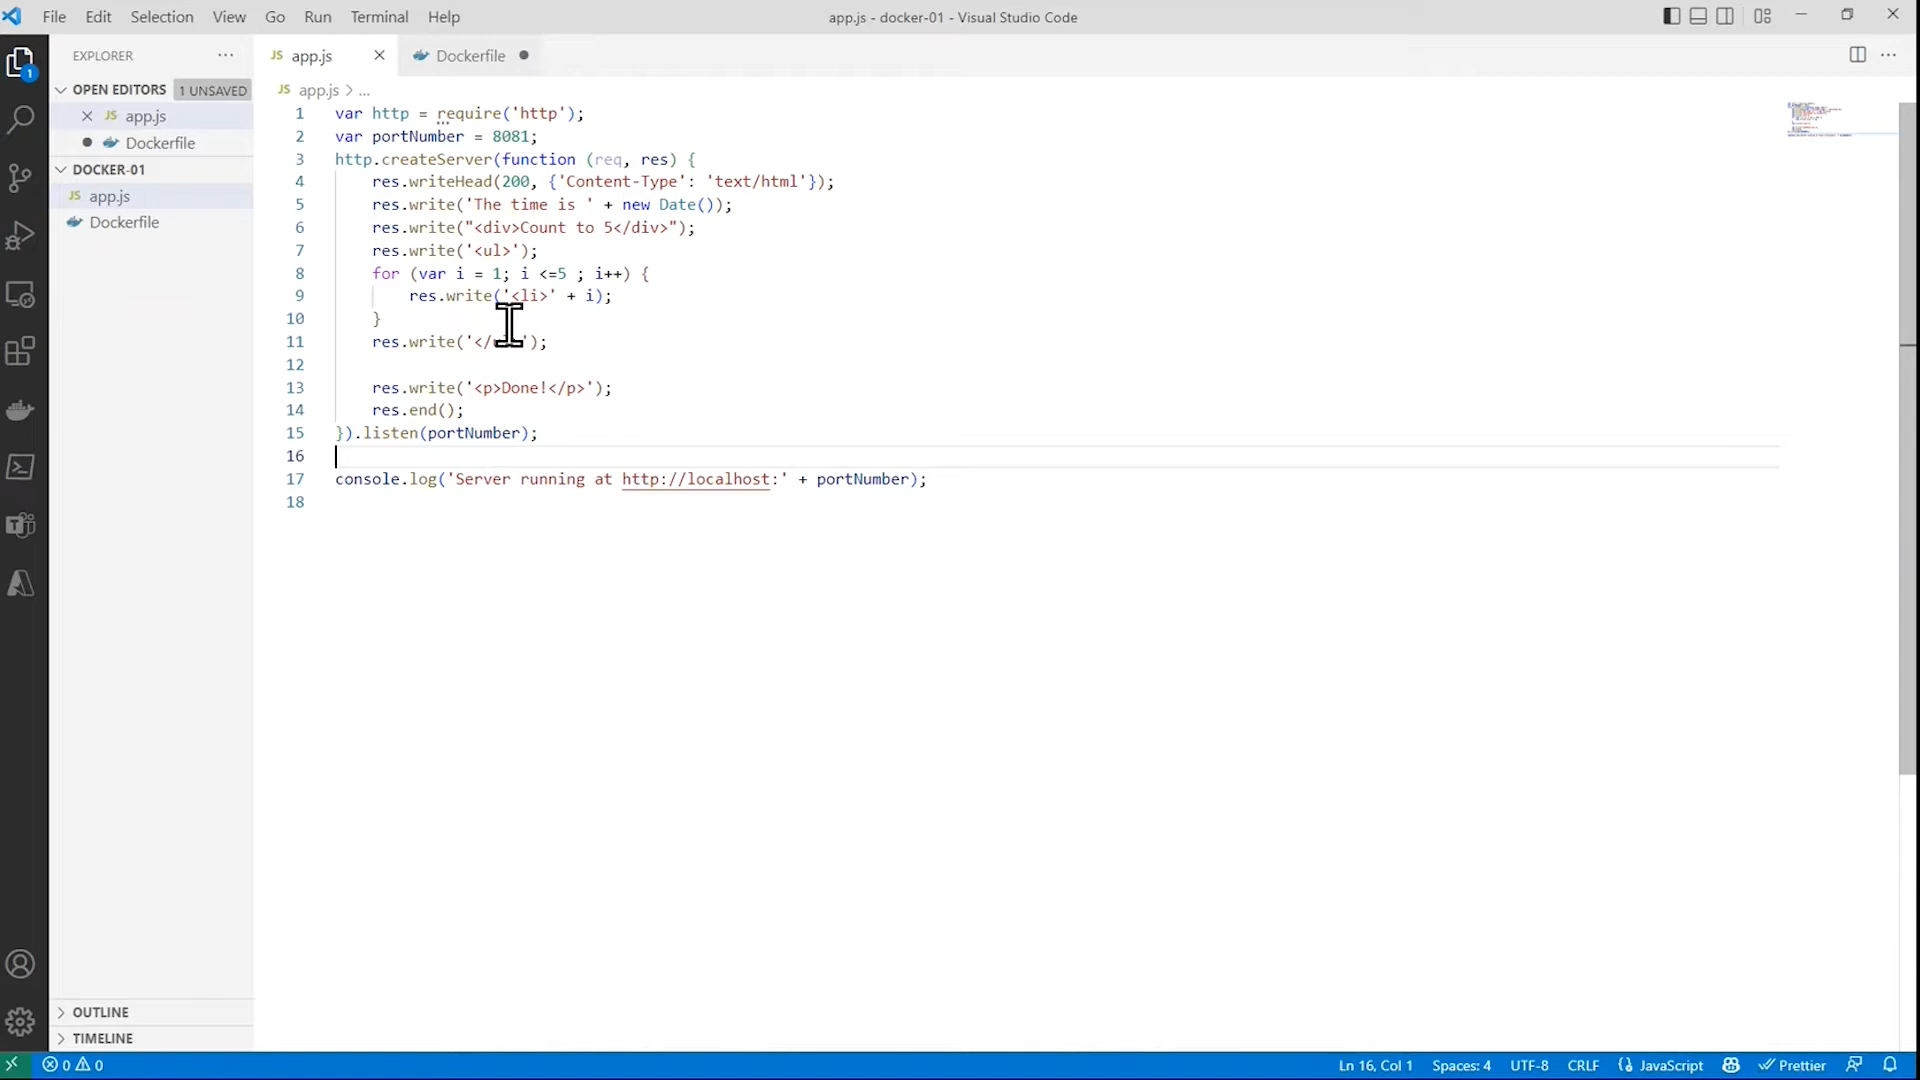 File Edit Selection View Go Run Terminal Help
app.js - docker-01 - Visual Studio Code
EXPLORER ...
OPEN EDITORS 1 UNSAVED
JS app.js
Dockerfile
DOCKER-01
JS app.js
Dockerfile
OUTLINE
TIMELINE
1
JS app.js Dockerfile
JS app.js > ...
1 var http = require('http');
2 var portNumber = 8081;
3 http.createServer(function (req, res) {
4 res.writeHead(200, {'Content-Type': 'text/html'});
5 res.write('The time is ' + new Date());
6 res.write("<div>Count to 5</div>");
7 res.write('<ul>');
8 for (var i = 1; i <=5 ; i++) {
9 res.write('<li>' + i);
10 }
11 res.write('</ ');
12
13 res.write('<p>Done!</p>');
14 res.end();
15 }).listen(portNumber);
16
17 console.log('Server running at http://localhost:' + portNumber);
18
0 0
Ln 16, Col 1 Spaces: 4 UTF-8 CRLF {} JavaScript Prettier